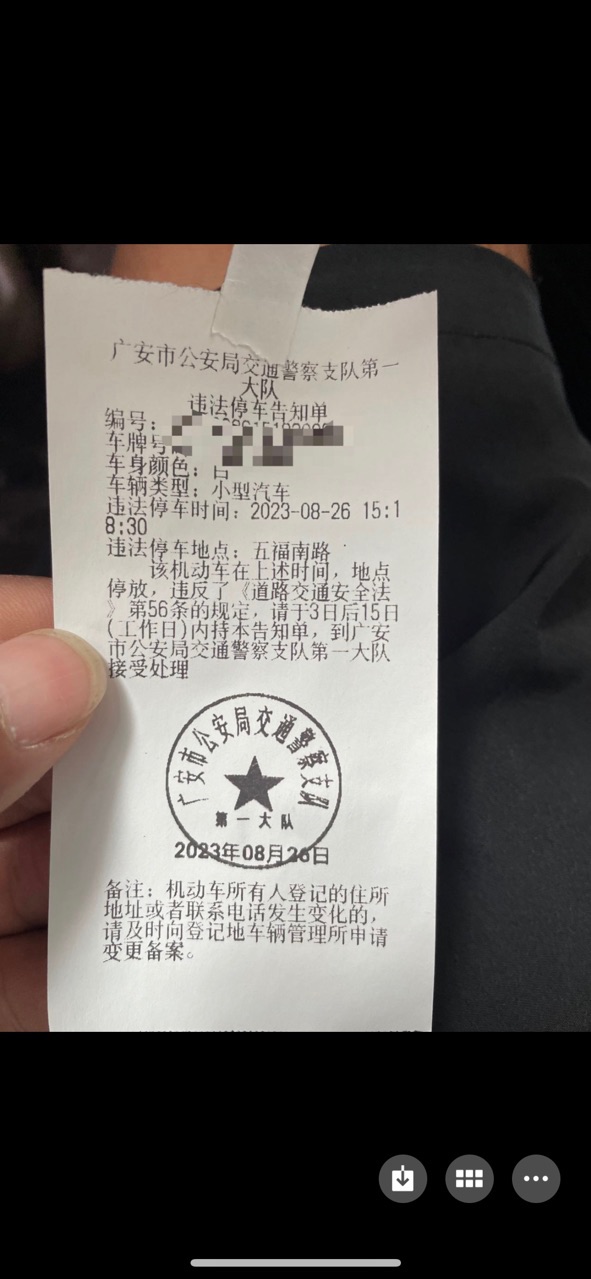 广安市公安局交通警察支队第一
大队
违法停车告知单
编号:
车牌号
车身颜色:白
车辆类型:小型汽车
违法停车时间:2023-08-26 15:1
8:30
违法停车地点:五福南路
该机动车在上述时间,地点
停放,违反了《道路交通安全法
》第56条的规定,请于3日后15日
(工作日)内持本告知单,到广安
市公安局交通警察支队第一大队
接受处理
广安市公安局交通警察支队
第一大队
2023年08月26日
备注:机动车所有人登记的住所
地址或者联系电话发生变化的,
请及时向登记地车辆管理所申请
变更备案。